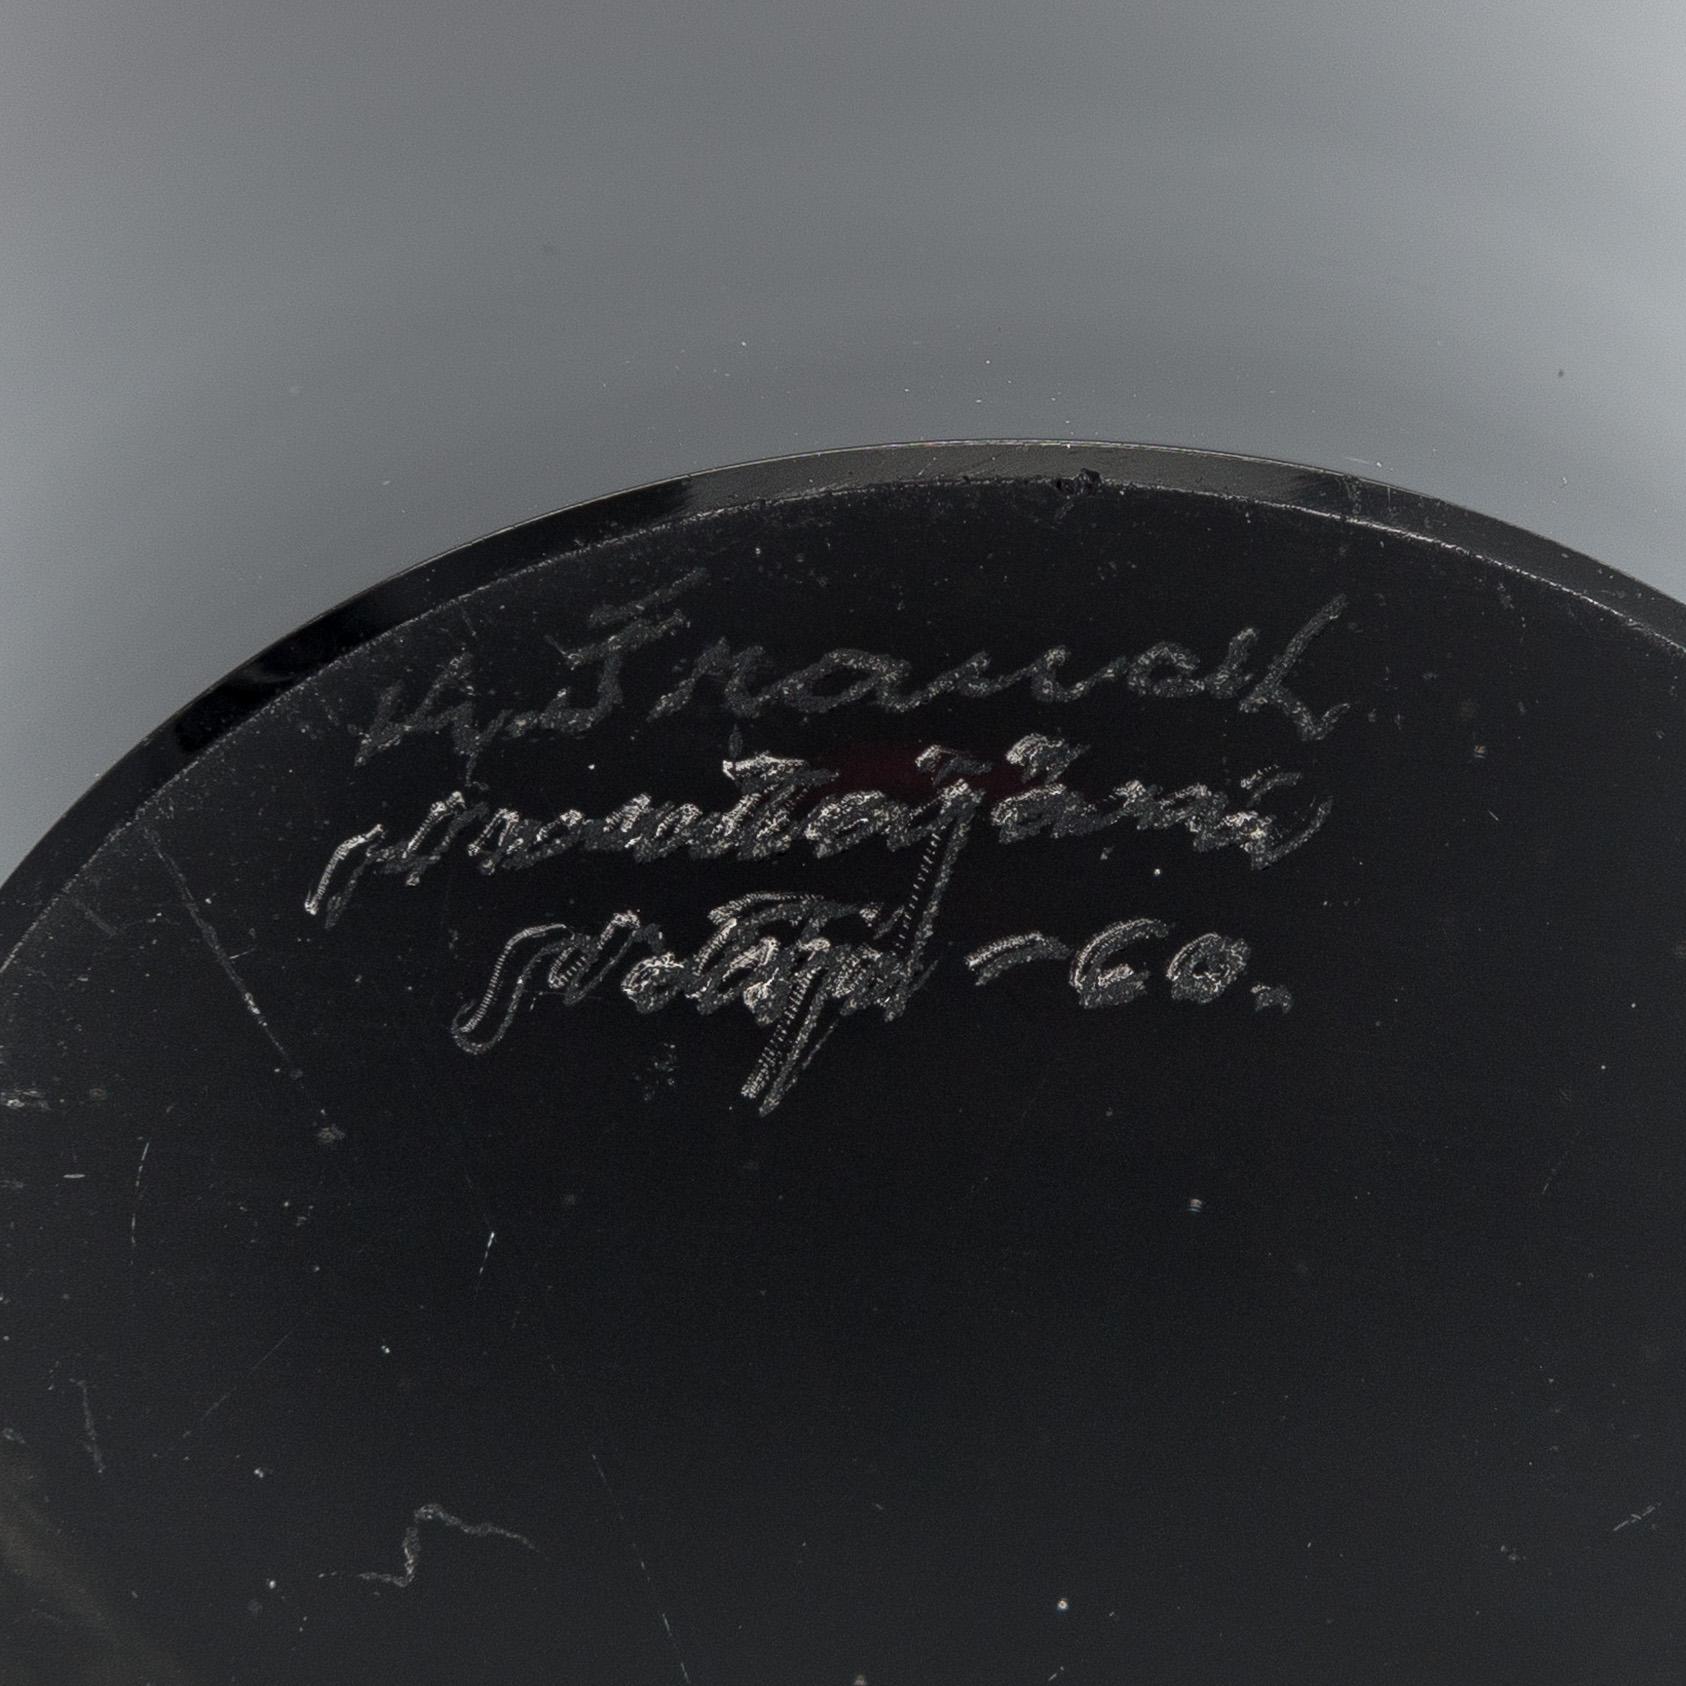 K. Franck
Nuutajärvi
Notsjö -60.